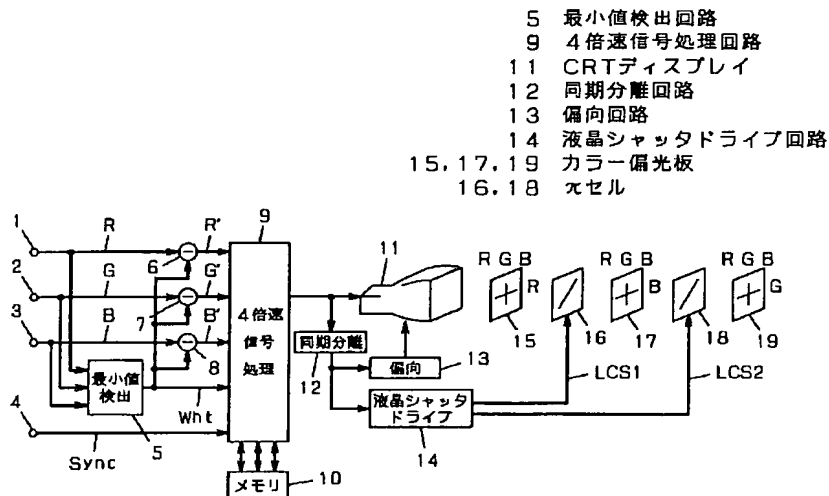 5 最小値検出回路
9 4倍速信号処理回路
11 CRTディスプレイ
12 同期分離回路
13 偏向回路
14 液晶シャッタドライブ回路
15,17,19 カラー偏光板
16,18 πセル
1
R
R'
9
6
11
R G B
R G B
R G B
2
G
G'
R
B
G
7
3
B
B'
4倍速
信号
処理
同期分離
15
16
17
18
19
8
12
偏向
13
最小値
検出
LCS1
LCS2
4
Wht
液晶シャッタ
ドライブ
Sync
5
14
メモリ
10